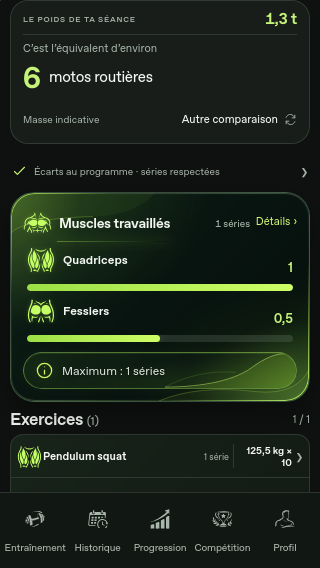 LE POIDS DE TA SÉANCE 1,3 t
C'est l'équivalent d'environ
6 motos routières
Masse indicative Autre comparaison
Écarts au programme · séries respectées ›
Muscles travaillés 1 séries Détails ›
Quadriceps
1
Fessiers
0,5
Maximum : 1 séries
Exercices (1) 1 / 1
Pendulum squat 1 série 125,5 kg × 10 ›
Entraînement Historique Progression Compétition Profil